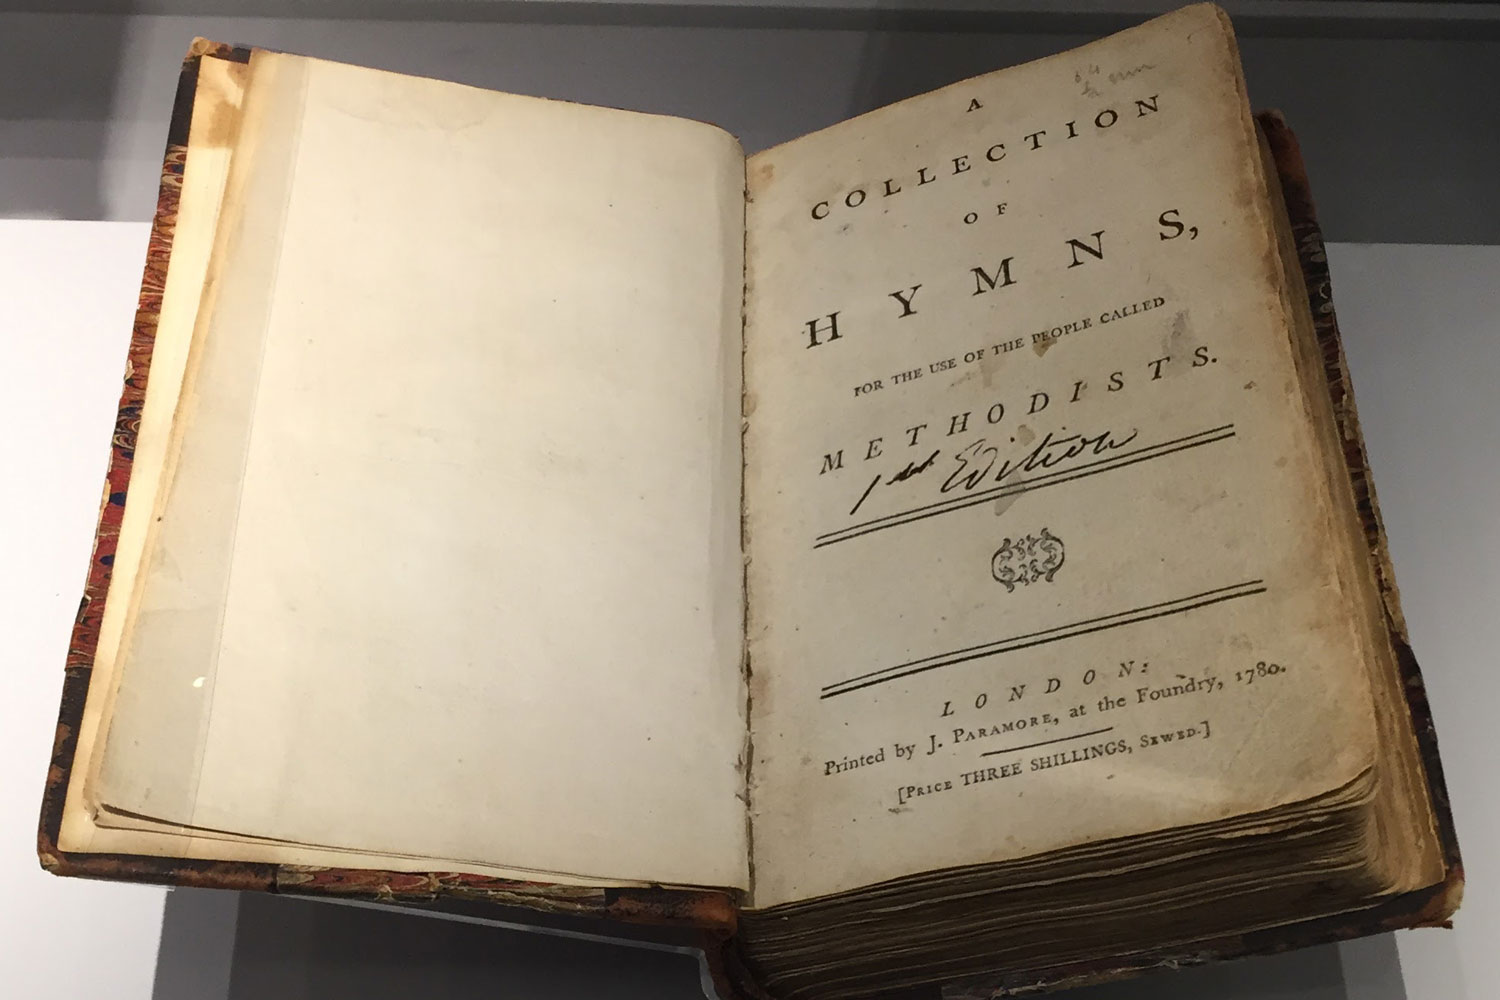 A
COLLECTION
OF
HYMNS,
FOR THE USE OF THE PEOPLE CALLED
METHODISTS.
1st Edition
LONDON:
Printed by J. PARAMORE, at the Foundry, 1780.
[PRICE THREE SHILLINGS, SEWED.]